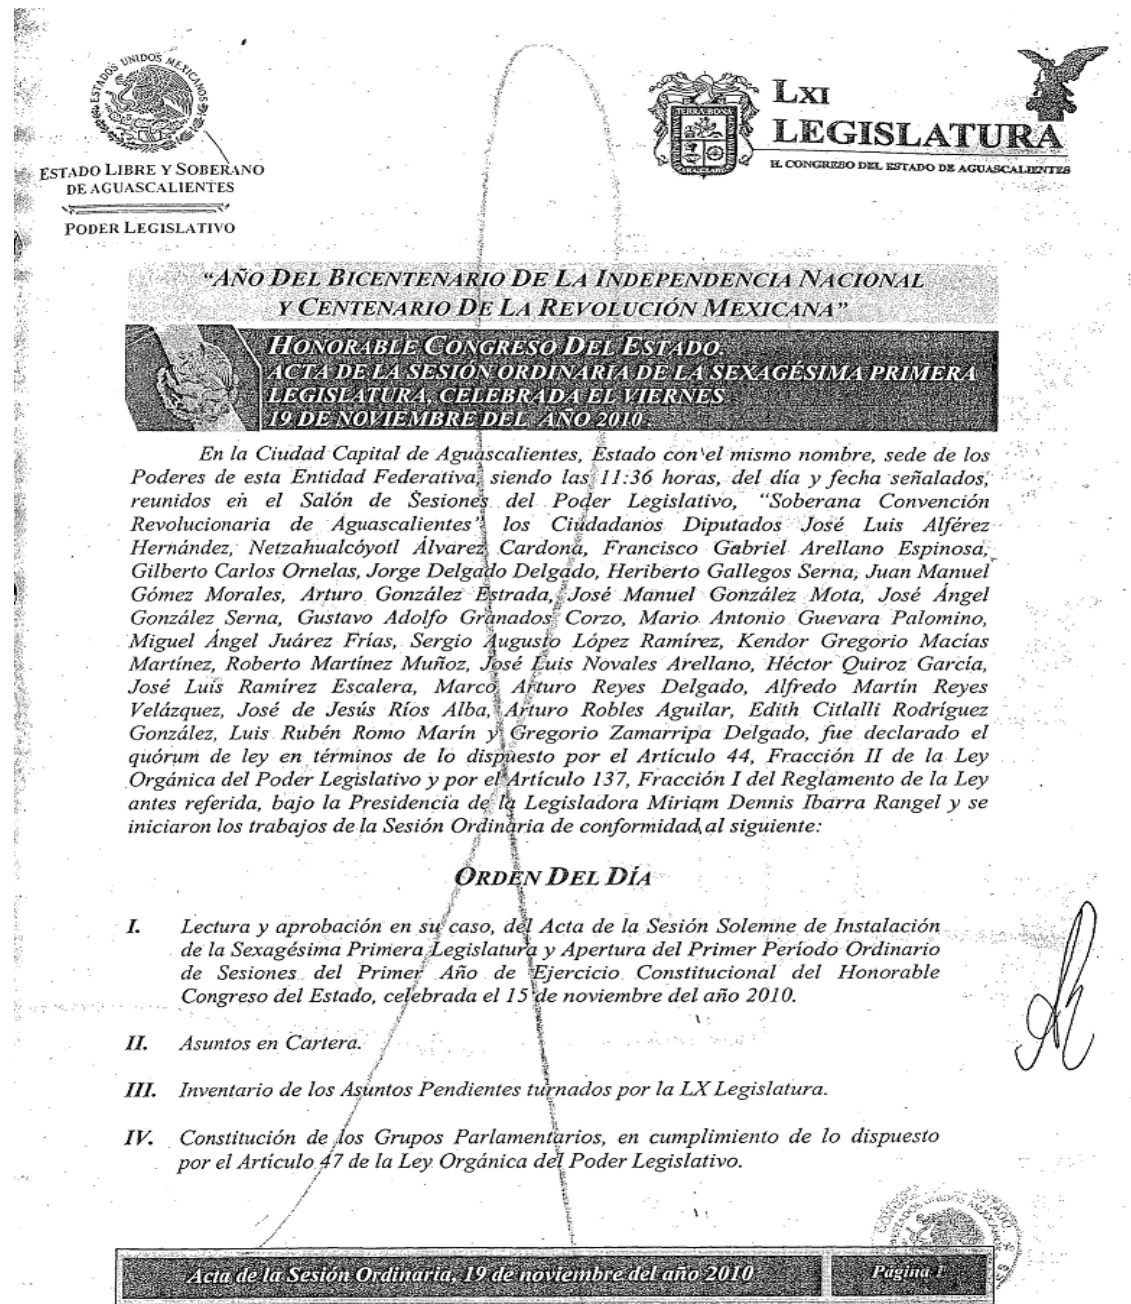 ESTADOS UNIDOS MEXICANOS
ESTADO LIBRE Y SOBERANO
DE AGUASCALIENTES
PODER LEGISLATIVO
LXI
LEGISLATURA
H. CONGRESO DEL ESTADO DE AGUASCALIENTES
"AÑO DEL BICENTENARIO DE LA INDEPENDENCIA NACIONAL
Y CENTENARIO DE LA REVOLUCIÓN MEXICANA"
HONORABLE CONGRESO DEL ESTADO.
ACTA DE LA SESIÓN ORDINARIA DE LA SEXAGÉSIMA PRIMERA
LEGISLATURA, CELEBRADA EL VIERNES
19 DE NOVIEMBRE DEL AÑO 2010.
En la Ciudad Capital de Aguascalientes, Estado con el mismo nombre, sede de los
Poderes de esta Entidad Federativa, siendo las 11:36 horas, del día y fecha señalados,
reunidos en el Salón de Sesiones del Poder Legislativo, "Soberana Convención
Revolucionaria de Aguascalientes" los Ciudadanos Diputados José Luis Alférez
Hernández, Netzahualcóyotl Álvarez Cardona, Francisco Gabriel Arellano Espinosa,
Gilberto Carlos Ornelas, Jorge Delgado Delgado, Heriberto Gallegos Serna, Juan Manuel
Gómez Morales, Arturo González Estrada, José Manuel González Mota, José Ángel
González Serna, Gustavo Adolfo Granados Corzo, Mario Antonio Guevara Palomino,
Miguel Ángel Juárez Frías, Sergio Augusto López Ramírez, Kendor Gregorio Macías
Martínez, Roberto Martínez Muñoz, José Luis Novales Arellano, Héctor Quiroz García,
José Luis Ramírez Escalera, Marco Arturo Reyes Delgado, Alfredo Martín Reyes
Velázquez, José de Jesús Ríos Alba, Arturo Robles Aguilar, Edith Citlalli Rodríguez
González, Luis Rubén Romo Marín y Gregorio Zamarripa Delgado, fue declarado el
quórum de ley en términos de lo dispuesto por el Artículo 44, Fracción II de la Ley
Orgánica del Poder Legislativo y por el Artículo 137, Fracción I del Reglamento de la Ley
antes referida, bajo la Presidencia de la Legisladora Miriam Dennis Ibarra Rangel y se
iniciaron los trabajos de la Sesión Ordinaria de conformidad al siguiente:
ORDEN DEL DÍA
I. Lectura y aprobación en su caso, del Acta de la Sesión Solemne de Instalación
de la Sexagésima Primera Legislatura y Apertura del Primer Período Ordinario
de Sesiones del Primer Año de Ejercicio Constitucional del Honorable
Congreso del Estado, celebrada el 15 de noviembre del año 2010.
II. Asuntos en Cartera.
III. Inventario de los Asuntos Pendientes turnados por la LX Legislatura.
IV. Constitución de los Grupos Parlamentarios, en cumplimiento de lo dispuesto
por el Artículo 47 de la Ley Orgánica del Poder Legislativo.
Acta de la Sesión Ordinaria, 19 de noviembre del año 2010
Página 1